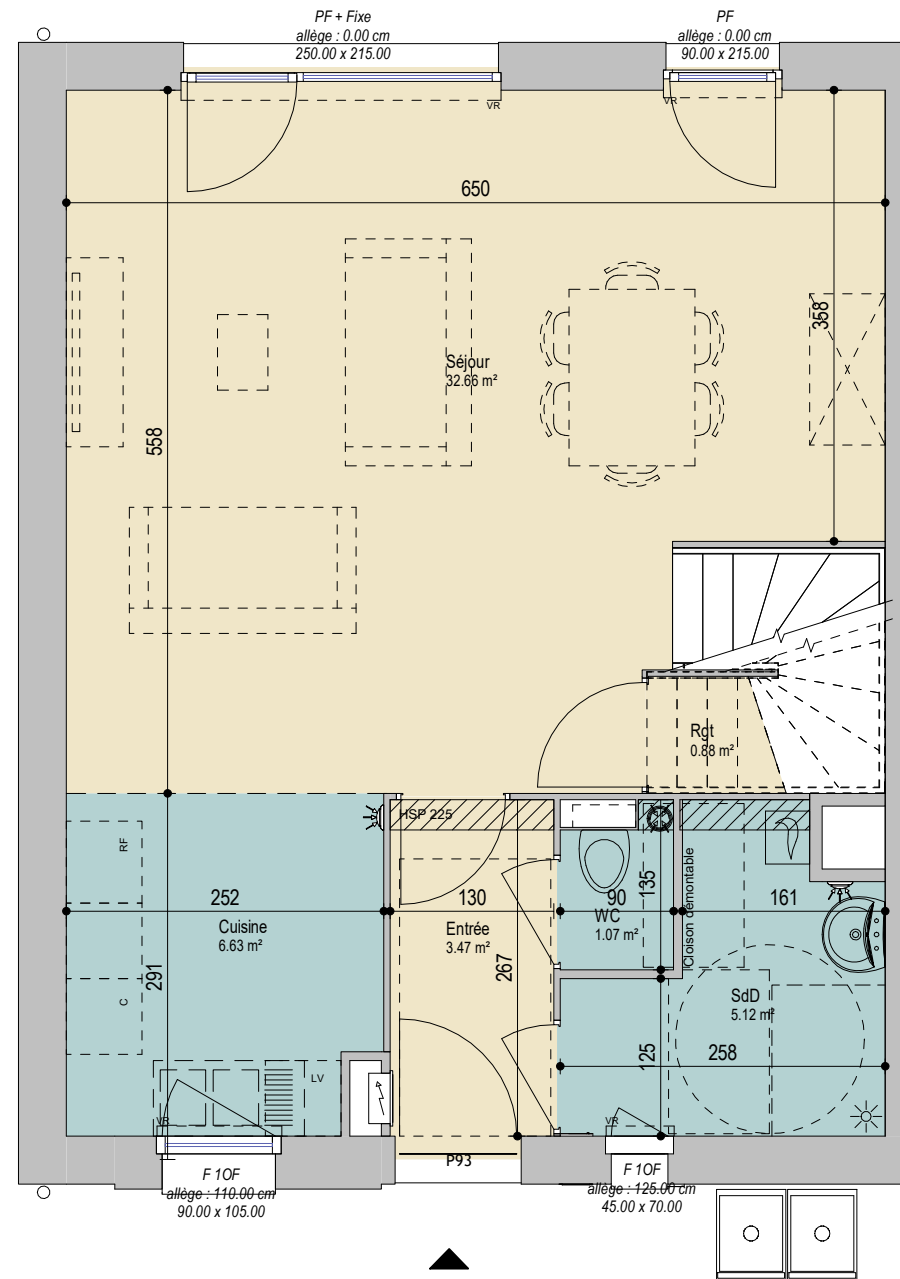 PF + Fixe
allège : 0.00 cm
250.00 x 215.00
PF
allège : 0.00 cm
90.00 x 215.00
VR
VR
650
358
Séjour
32.66 m²
558
Rgt
0.88 m²
HSP 225
RF
252
Cuisine
6.63 m²
291
C
LV
VR
130
Entrée
3.47 m²
267
90
135
WC
1.07 m²
Cloison démontable
161
SdD
5.12 m²
125
258
VR
P93
F 1OF
allège : 110.00 cm
90.00 x 105.00
F 1OF
allège : 125.00 cm
45.00 x 70.00